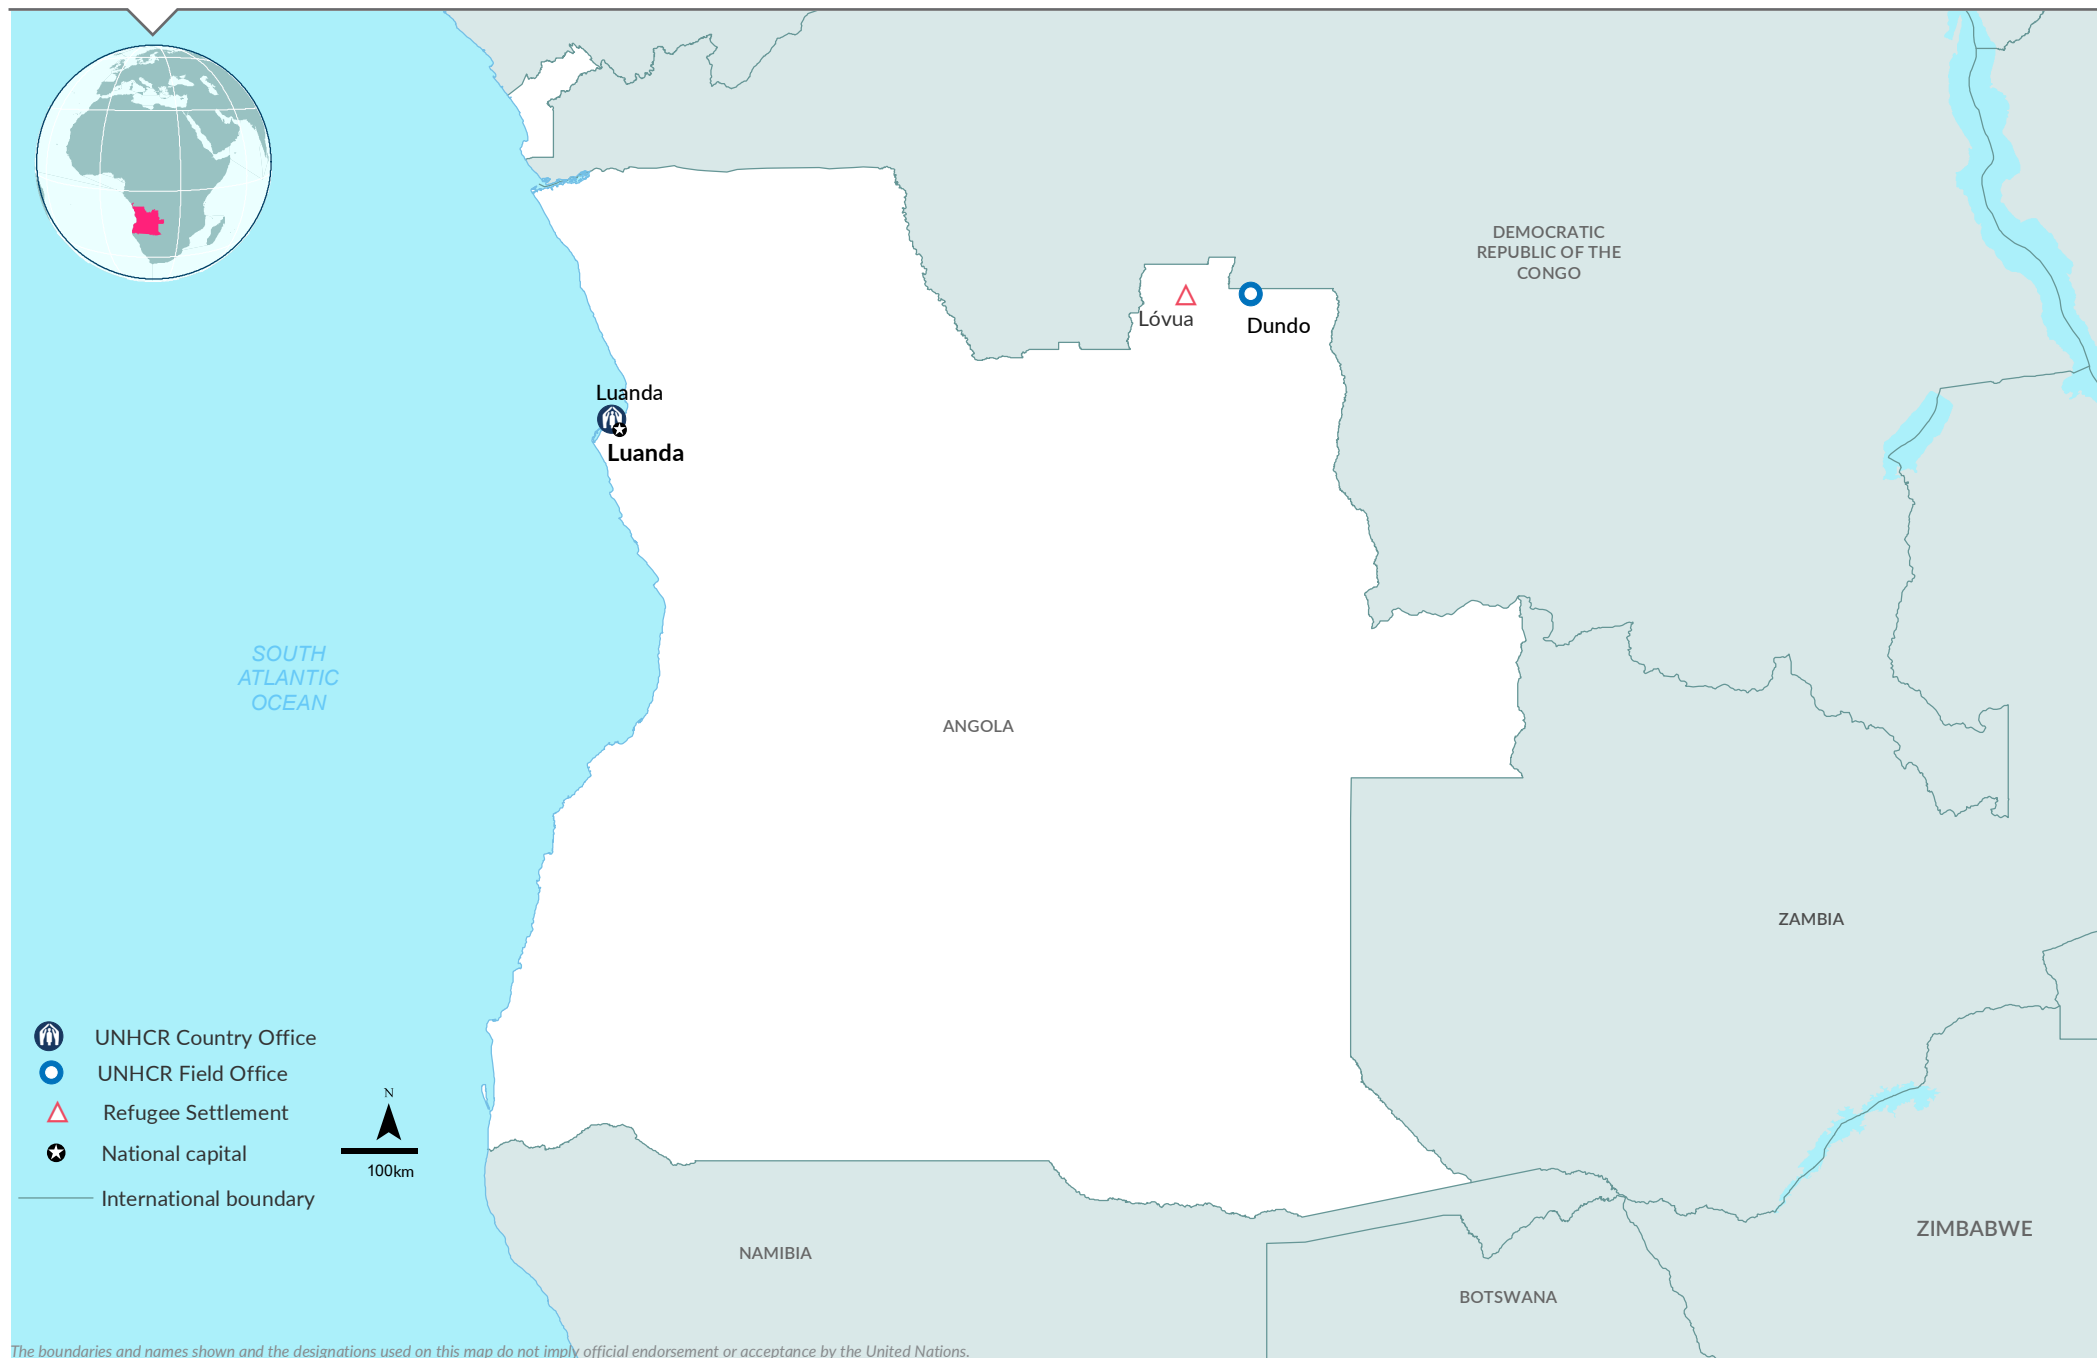 DEMOCRATIC
REPUBLIC OF THE
CONGO
Lóvua
Dundo
Luanda
Luanda
SOUTH
ATLANTIC
OCEAN
ANGOLA
ZAMBIA
UNHCR Country Office
UNHCR Field Office
Refugee Settlement
National capital
International boundary
N
100km
ZIMBABWE
NAMIBIA
BOTSWANA
The boundaries and names shown and the designations used on this map do not imply official endorsement or acceptance by the United Nations.